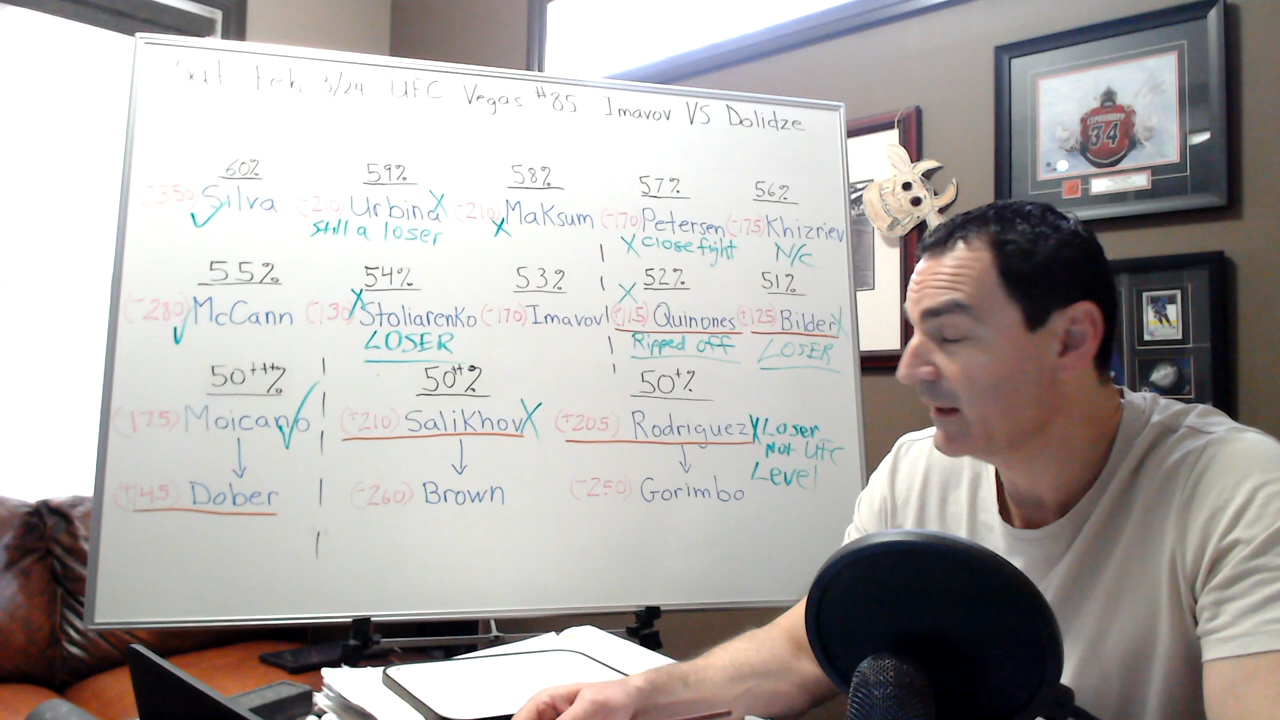 Sat Feb 3/24 UFC Vegas #85 Imavov VS Dolidze
60% 59% 58% 57% 56%
(-350) Silva (-210) Urbina X (-210) Maksum (-170) Petersen (-175) Khizriev
✓ still a loser X X close fight N/C
55% 54% 53% 52% 51%
(-280) McCann (-130) X Stoliarenko (-170) Imavov X (-115) Quinones (+125) Bilder X
✓ LOSER Ripped off LOSER
50+++% 50++% 50+%
(-175) Moicano ✓ (+210) Salikhov X (+205) Rodriguez X Loser
Not UFC
Level
(+145) Dober (-260) Brown (-250) Gorimbo
KIPRUSOFF
34